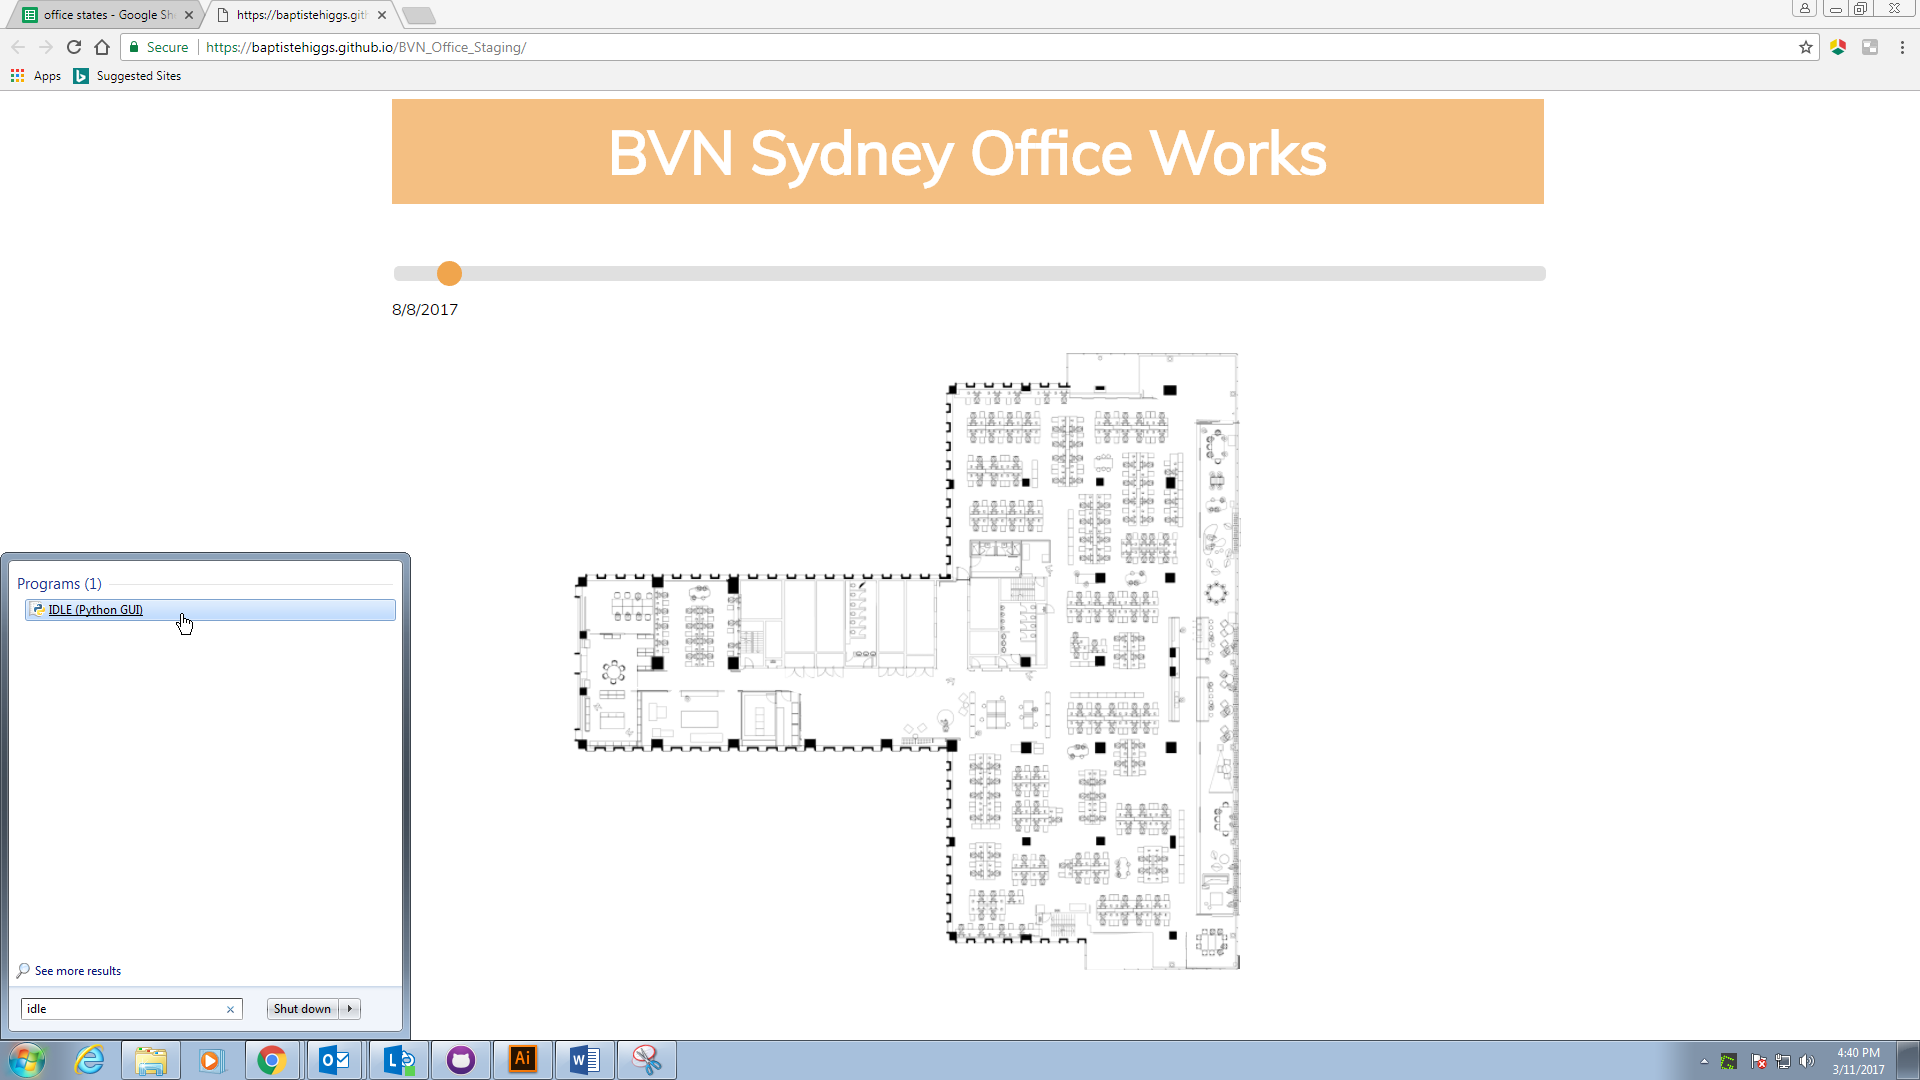 office states - Google Sh
https://baptistehiggs.gith
Secure
https://baptistehiggs.github.io/BVN_Office_Staging/
Apps
Suggested Sites
BVN Sydney Office Works
8/8/2017
Programs (1)
IDLE (Python GUI)
See more results
idle
Shut down
4:40 PM
3/11/2017